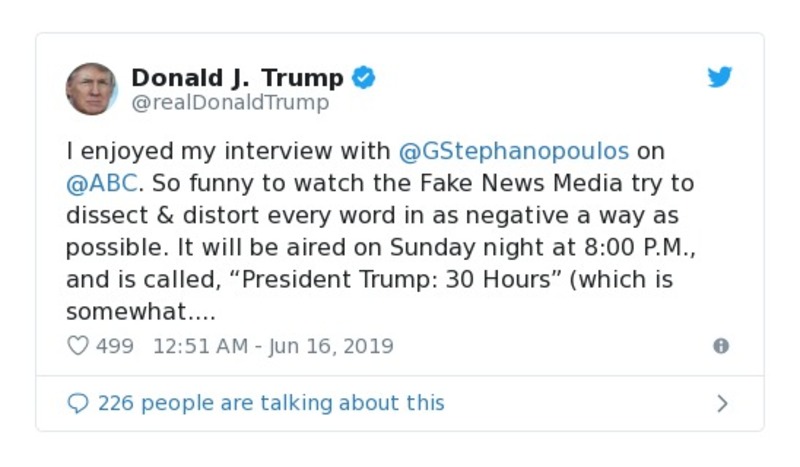 Donald J. Trump
@realDonaldTrump
I enjoyed my interview with @GStephanopoulos on
@ABC. So funny to watch the Fake News Media try to
dissect & distort every word in as negative a way as
possible. It will be aired on Sunday night at 8:00 P.M.,
and is called, “President Trump: 30 Hours” (which is
somewhat....
499 12:51 AM - Jun 16, 2019
226 people are talking about this